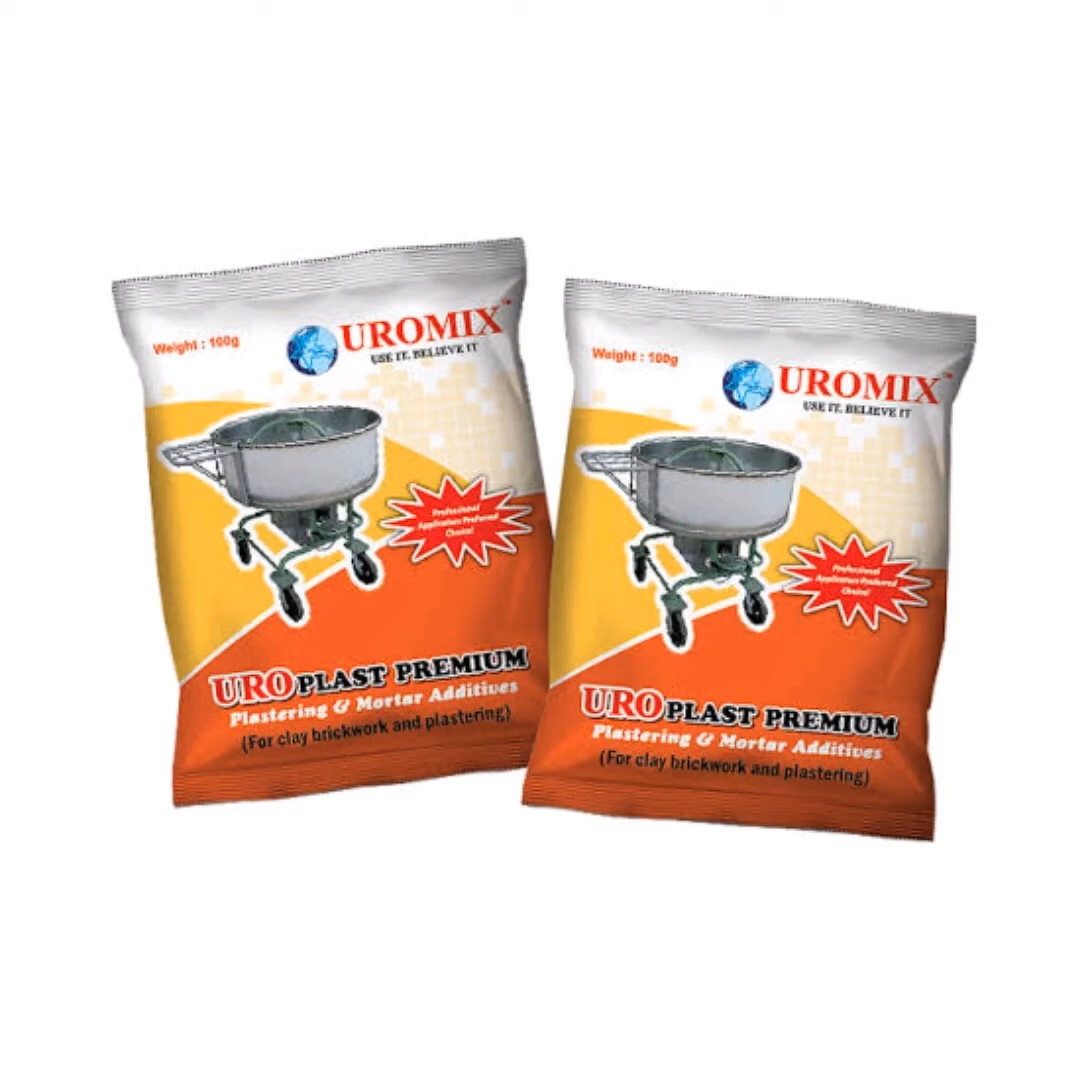 Weight : 100g
UROMIX™
USE IT, BELIEVE IT
Professional
Applicators Preferred
Choice!
UROPLAST PREMIUM
Plastering & Mortar Additives
(For clay brickwork and plastering)
Weight : 100g
UROMIX™
USE IT, BELIEVE IT
Professional
Applicators Preferred
Choice!
UROPLAST PREMIUM
Plastering & Mortar Additives
(For clay brickwork and plastering)